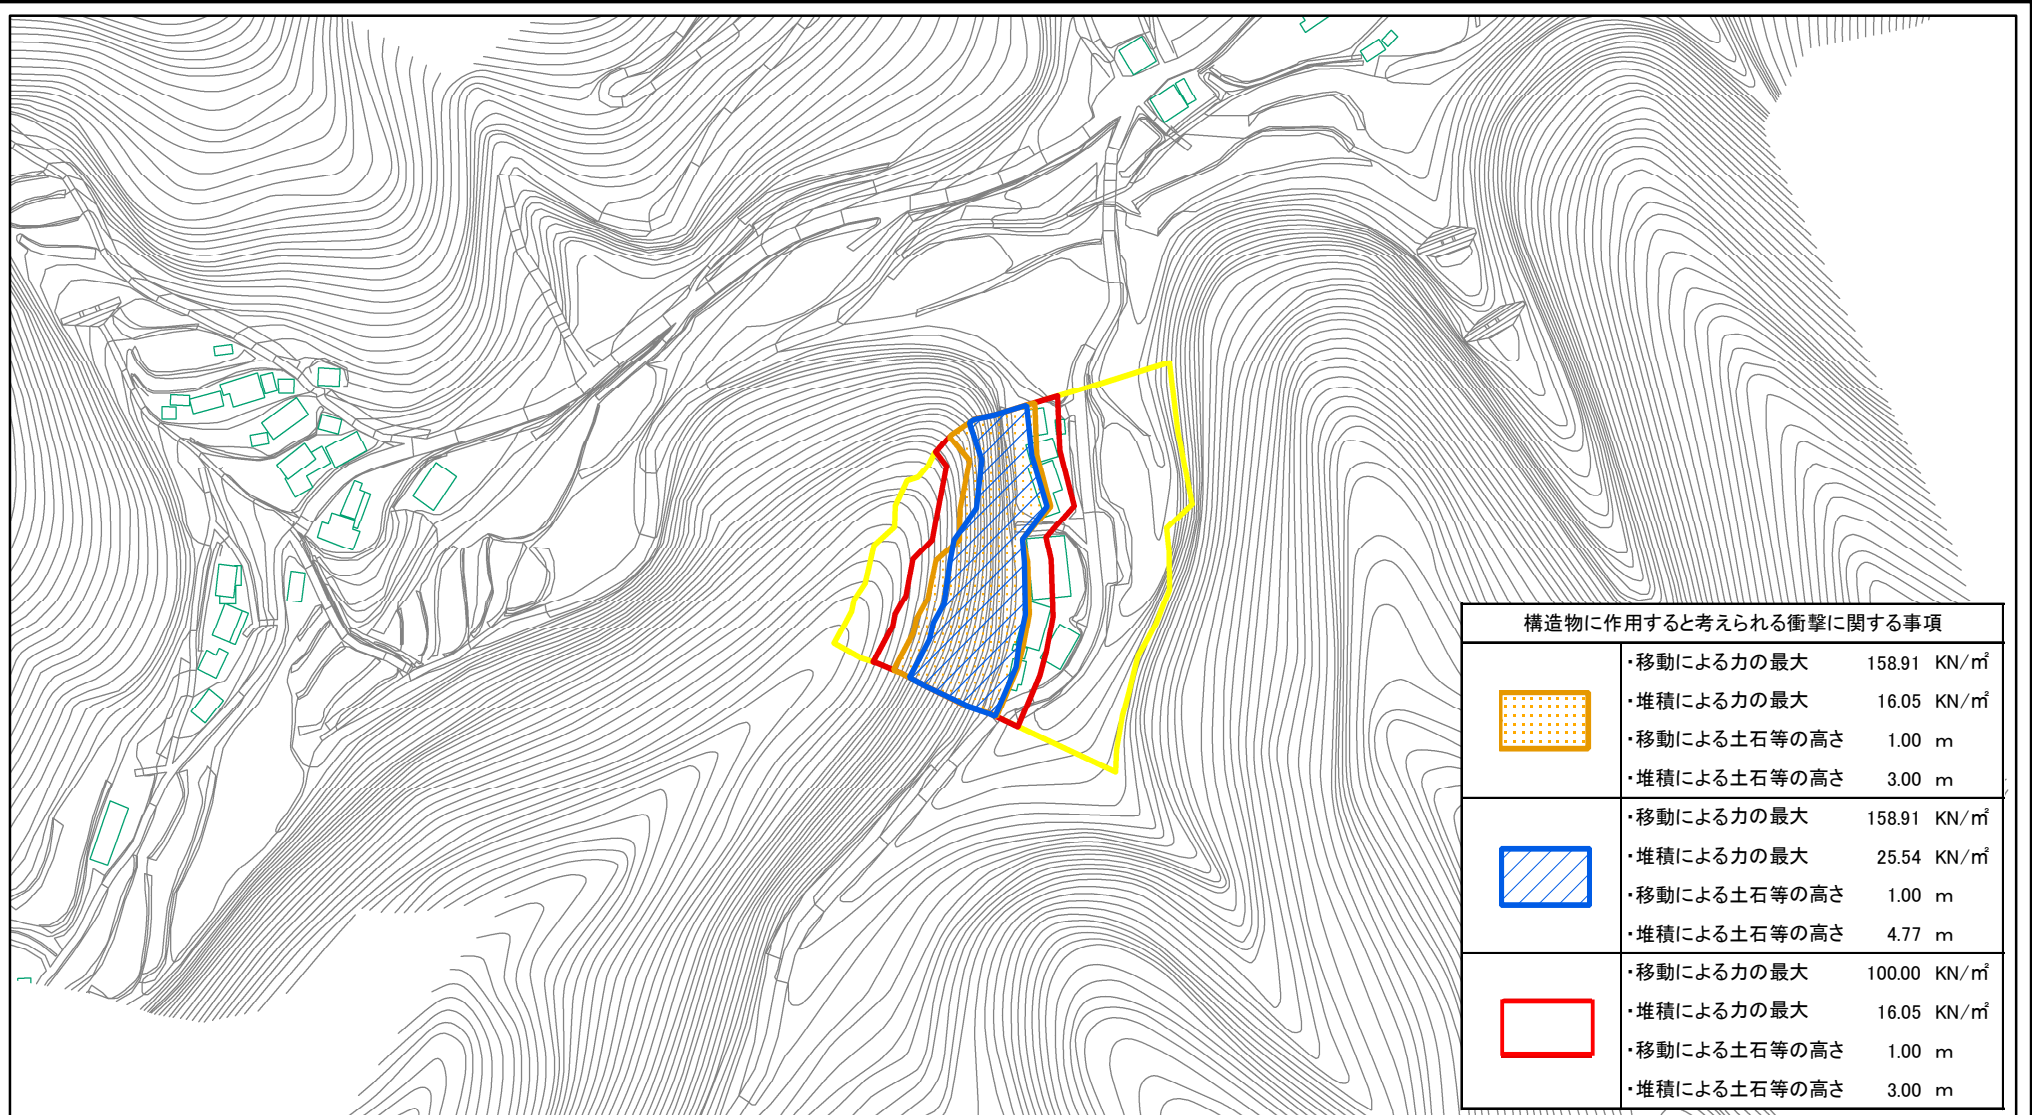 構造物に作用すると考えられる衝撃に関する事項
・移動による力の最大 158.91 KN/㎡
・堆積による力の最大 16.05 KN/㎡
・移動による土石等の高さ 1.00 m
・堆積による土石等の高さ 3.00 m
・移動による力の最大 158.91 KN/㎡
・堆積による力の最大 25.54 KN/㎡
・移動による土石等の高さ 1.00 m
・堆積による土石等の高さ 4.77 m
・移動による力の最大 100.00 KN/㎡
・堆積による力の最大 16.05 KN/㎡
・移動による土石等の高さ 1.00 m
・堆積による土石等の高さ 3.00 m